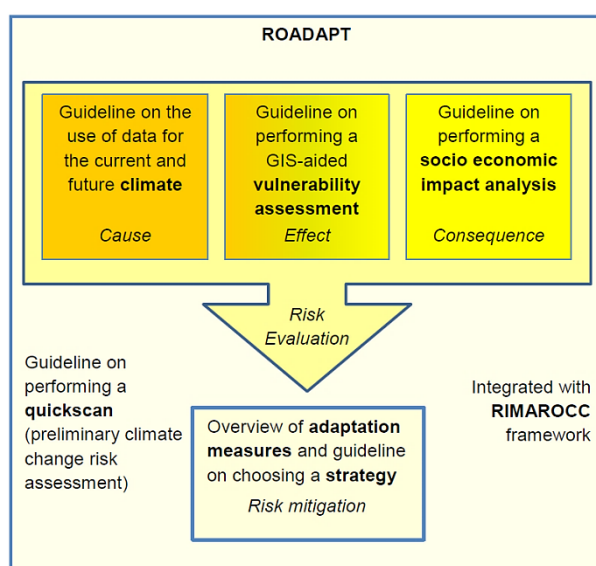 ROADAPT
Guideline on the
use of data for
the current and
future climate
Cause
Guideline on
performing a
GIS-aided
vulnerability
assessment
Effect
Guideline on
performing a
socio economic
impact analysis
Consequence
Risk
Evaluation
Guideline on
performing a
quickscan
(preliminary climate
change risk
assessment)
Integrated with
RIMAROCC
framework
Overview of adaptation
measures and guideline
on choosing a strategy
Risk mitigation